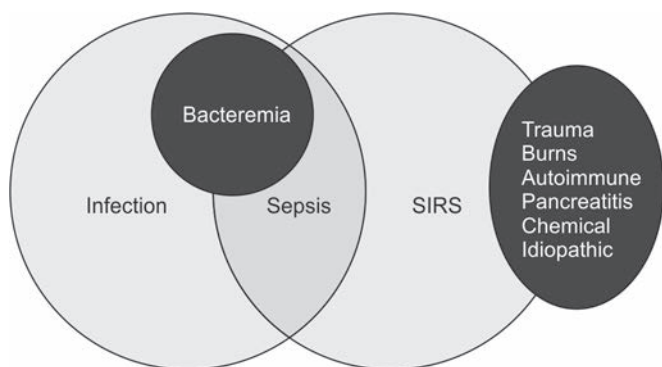 Bacteremia
Infection
Sepsis
SIRS
Trauma
Burns
Autoimmune
Pancreatitis
Chemical
Idiopathic